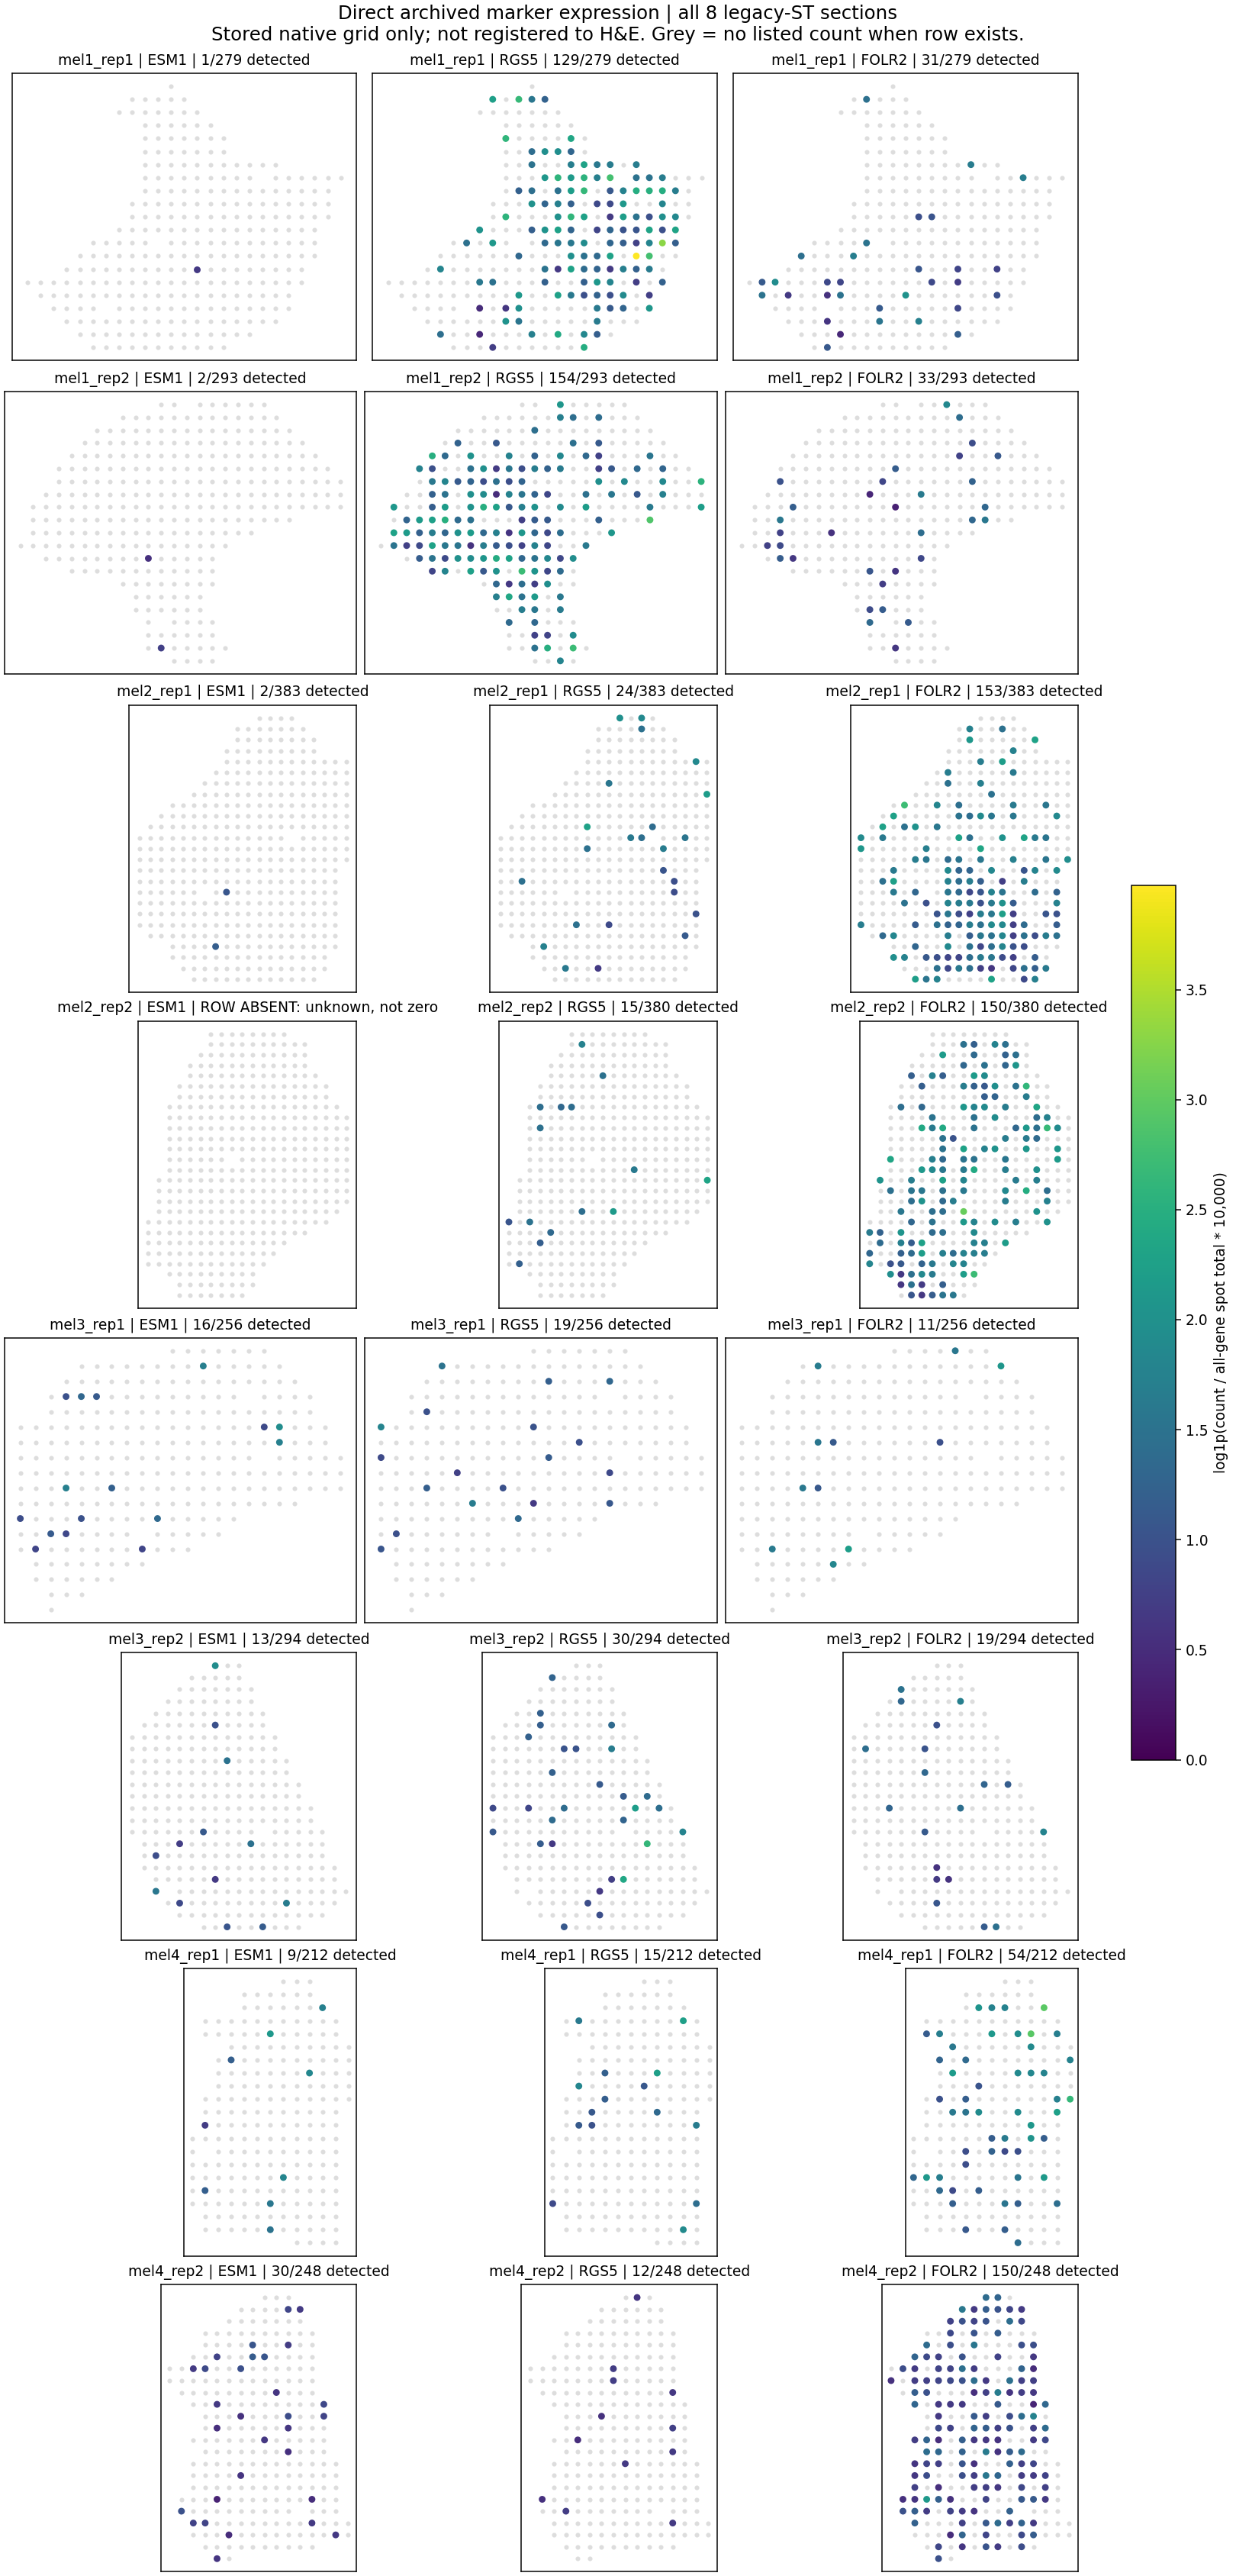 Direct archived marker expression | all 8 legacy-ST sections
Stored native grid only; not registered to H&E. Grey = no listed count when row exists.
mel1_rep1 | ESM1 | 1/279 detected
mel1_rep1 | RGS5 | 129/279 detected
mel1_rep1 | FOLR2 | 31/279 detected
mel1_rep2 | ESM1 | 2/293 detected
mel1_rep2 | RGS5 | 154/293 detected
mel1_rep2 | FOLR2 | 33/293 detected
mel2_rep1 | ESM1 | 2/383 detected
mel2_rep1 | RGS5 | 24/383 detected
mel2_rep1 | FOLR2 | 153/383 detected
mel2_rep2 | ESM1 | ROW ABSENT: unknown, not zero
mel2_rep2 | RGS5 | 15/380 detected
mel2_rep2 | FOLR2 | 150/380 detected
mel3_rep1 | ESM1 | 16/256 detected
mel3_rep1 | RGS5 | 19/256 detected
mel3_rep1 | FOLR2 | 11/256 detected
mel3_rep2 | ESM1 | 13/294 detected
mel3_rep2 | RGS5 | 30/294 detected
mel3_rep2 | FOLR2 | 19/294 detected
mel4_rep1 | ESM1 | 9/212 detected
mel4_rep1 | RGS5 | 15/212 detected
mel4_rep1 | FOLR2 | 54/212 detected
mel4_rep2 | ESM1 | 30/248 detected
mel4_rep2 | RGS5 | 12/248 detected
mel4_rep2 | FOLR2 | 150/248 detected
3.5
3.0
2.5
2.0
1.5
1.0
0.5
0.0
log1p(count / all-gene spot total * 10,000)